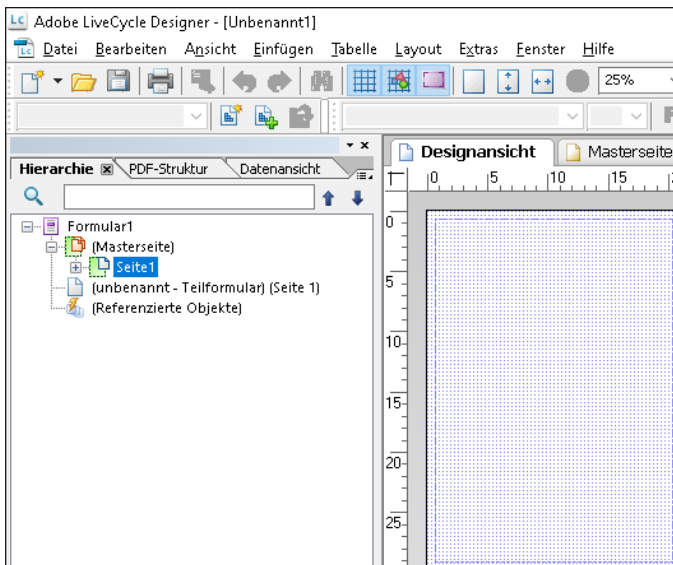 Adobe LiveCycle Designer - [Unbenannt1]
Datei Bearbeiten Ansicht Einfügen Tabelle Layout Extras Fenster Hilfe
25%
Designansicht Masterseite
Hierarchie PDF-Struktur Datenansicht
0 5 10 15
Formular1
(Masterseite)
Seite1
(unbenannt - Teilformular) (Seite 1)
(Referenzierte Objekte)
0
5
10
15
20
25